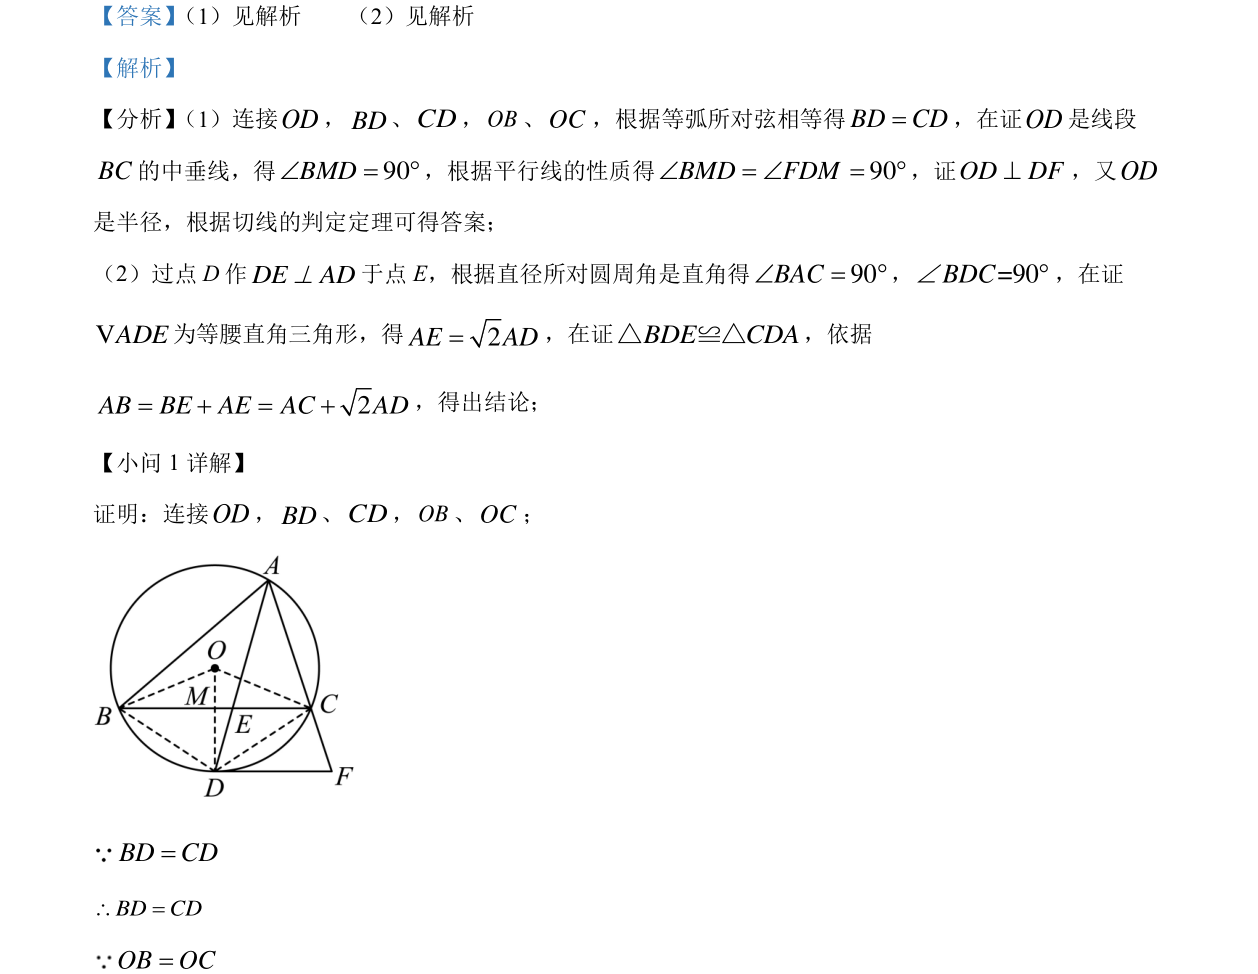 【答案】（1）见解析　　（2）见解析
【解析】
【分析】（1）连接OD，BD、CD，OB、OC，根据等弧所对弦相等得BD=CD，在证OD是线段
BC的中垂线，得∠BMD=90°，根据平行线的性质得∠BMD=∠FDM=90°，证OD⊥DF，又OD
是半径，根据切线的判定定理可得答案；
（2）过点D作DE⊥AD于点E，根据直径所对圆周角是直角得∠BAC=90°，∠BDC=90°，在证
VADE为等腰直角三角形，得AE=√2AD，在证△BDE≌△CDA，依据
AB=BE+AE=AC+√2AD，得出结论；
【小问1详解】
证明：连接OD，BD、CD，OB、OC；
A
O
M
B
C
E
D
F
∵BD=CD
∴BD=CD
∵OB=OC